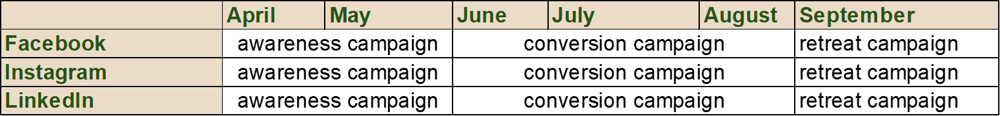 April May June July August September
Facebook awareness campaign conversion campaign retreat campaign
Instagram awareness campaign conversion campaign retreat campaign
LinkedIn awareness campaign conversion campaign retreat campaign